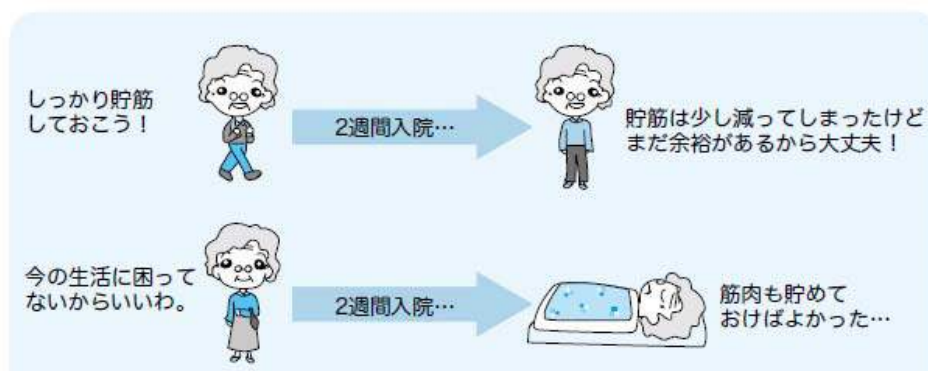 しっかり貯筋
しておこう！
2週間入院…
貯筋は少し減ってしまったけど
まだ余裕があるから大丈夫！
今の生活に困って
ないからいいわ。
2週間入院…
筋肉も貯めて
おけばよかった…